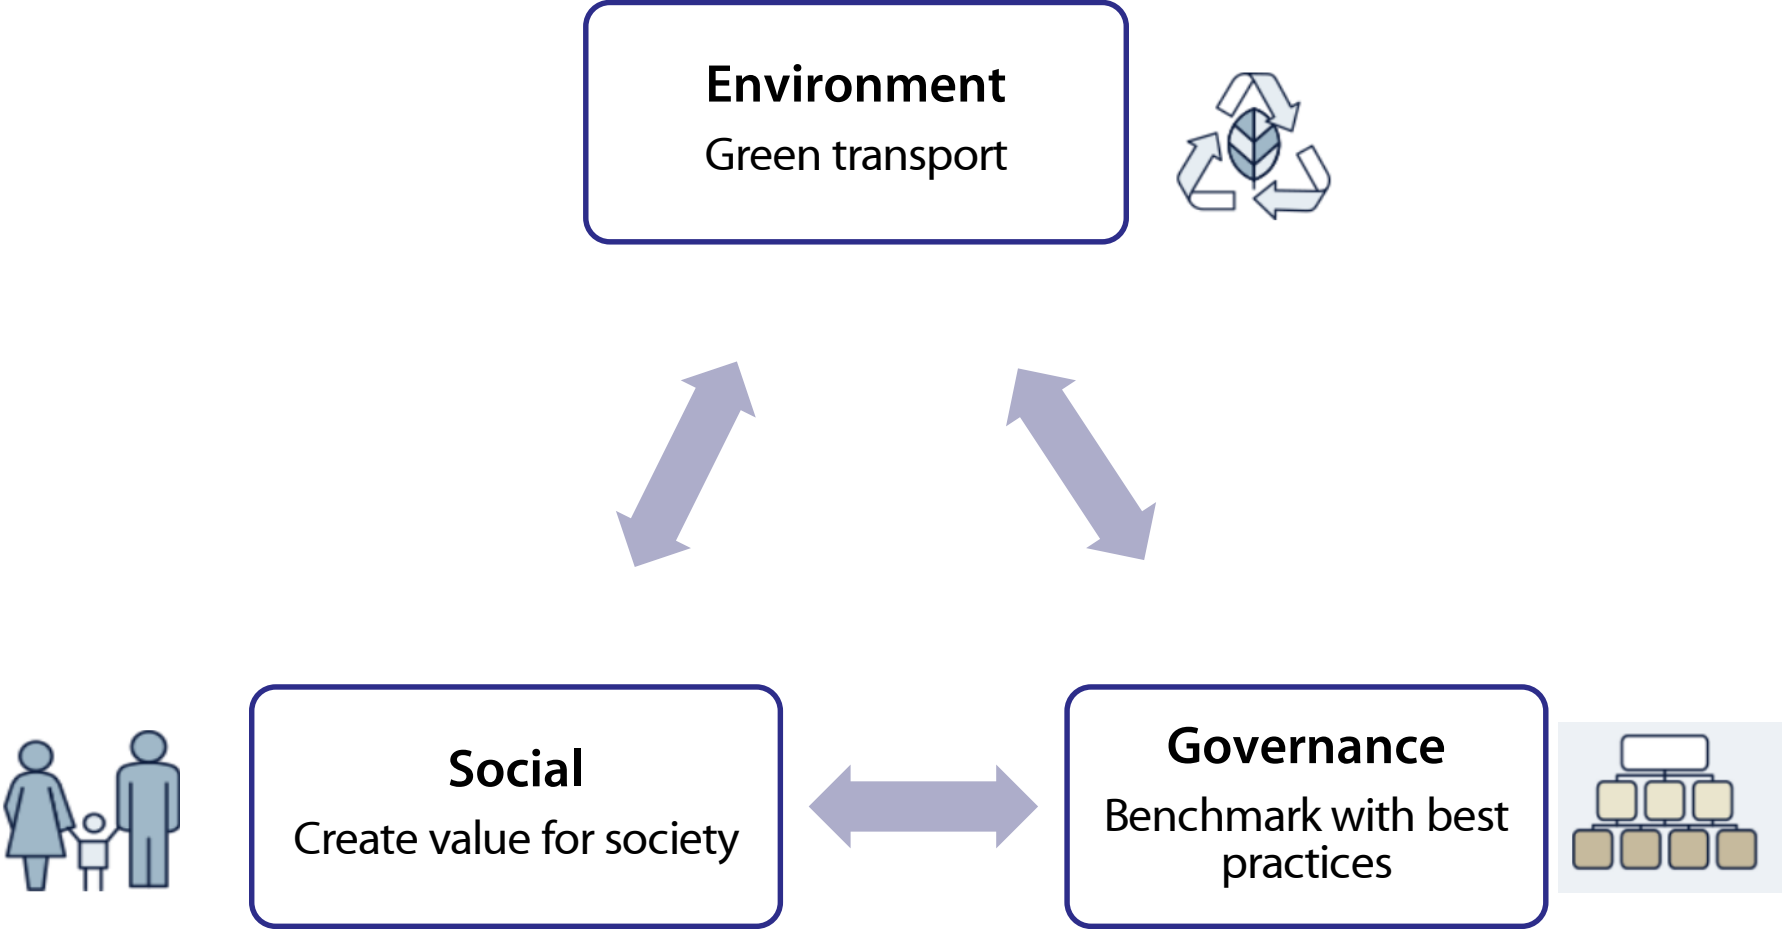 Environment
Green transport
Social
Create value for society
Governance
Benchmark with best
practices